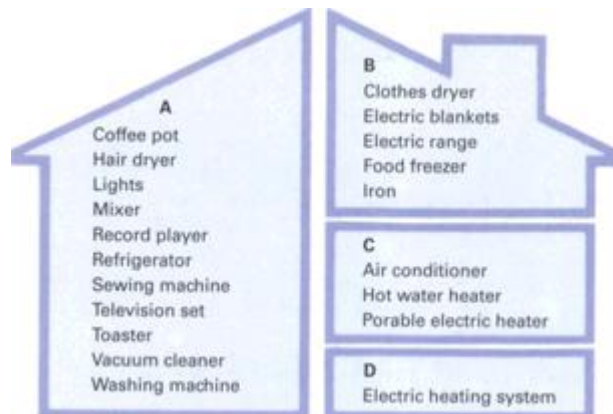 A
Coffee pot
Hair dryer
Lights
Mixer
Record player
Refrigerator
Sewing machine
Television set
Toaster
Vacuum cleaner
Washing machine
B
Clothes dryer
Electric blankets
Electric range
Food freezer
Iron
C
Air conditioner
Hot water heater
Porable electric heater
D
Electric heating system